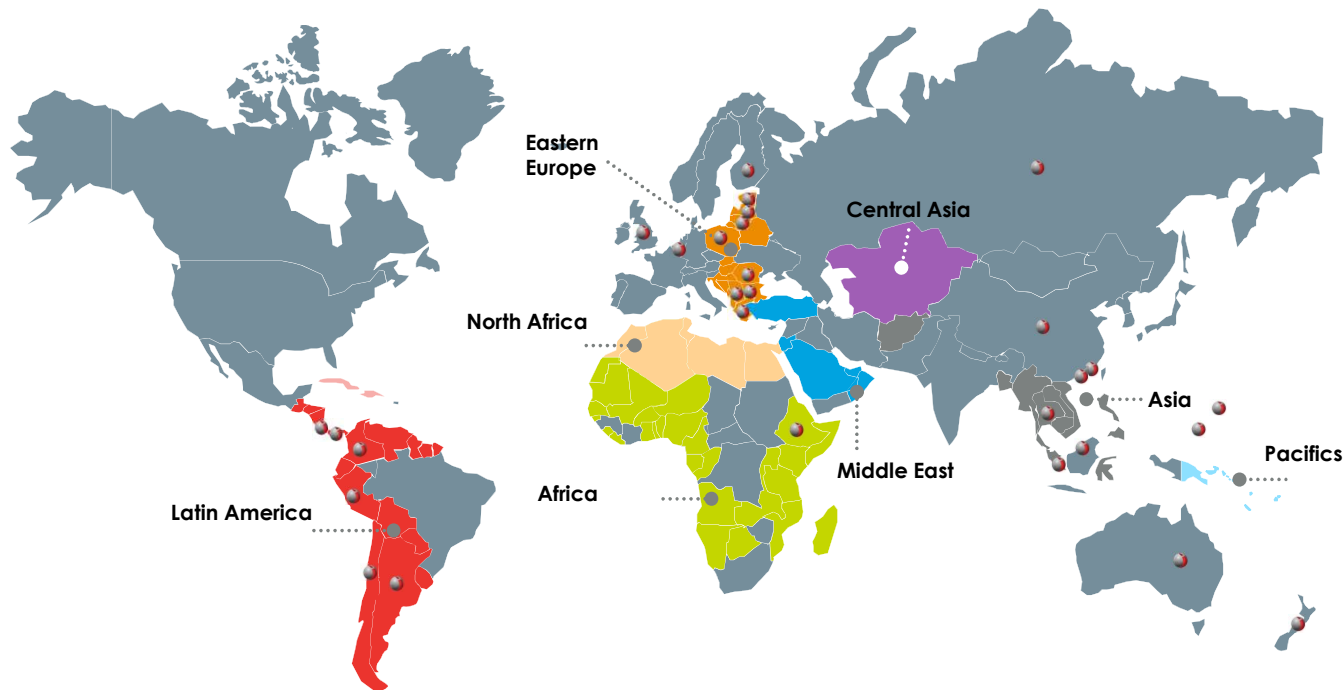 Eastern
Europe
Central Asia
North Africa
Asia
Middle East
Pacifics
Africa
Latin America